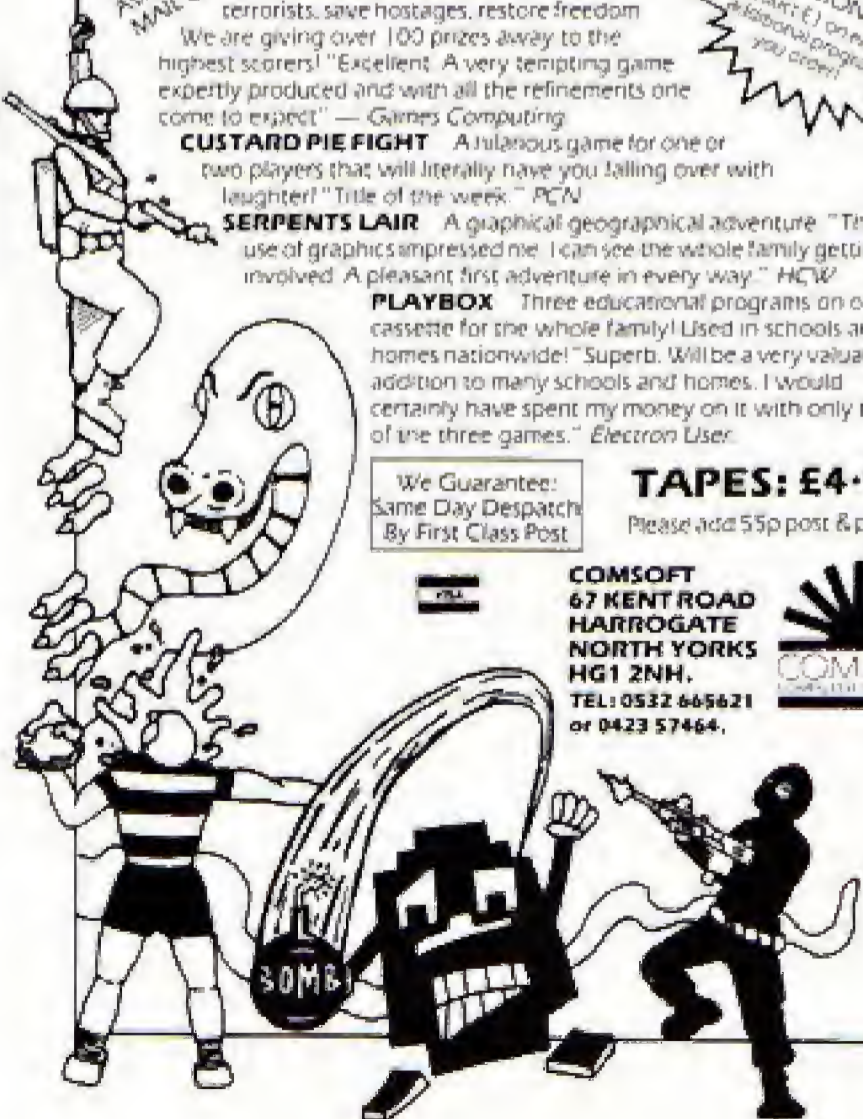 MAIL
terrorists, save hostages, restore freedom
We are giving over 100 prizes away to the
highest scorers! "Excellent. A very tempting game
expertly produced and with all the refinements one
come to expect" — Games Computing.
on
additional
you order!
CUSTARD PIE FIGHT A hilarious game for one or
two players that will literally have you falling over with
laughter! "Title of the week." PCN
SERPENTS LAIR A graphical geographical adventure. "
use of graphics impressed me. I can see the whole family
involved. A pleasant first adventure in every way." HCW
PLAYBOX Three educational programs on
cassette for the whole family! Used in schools
homes nationwide! "Superb. Will be a very
addition to many schools and homes. I would
certainly have spent my money on it with only
of the three games." Electron User.
We Guarantee:
Same Day Despatch
By First Class Post
TAPES: £4·
Please add 55p post & p
COMSOFT
67 KENT ROAD
HARROGATE
NORTH YORKS
HG1 2NH.
TEL: 0532 665621
or 0423 57464.
COM
BOMB